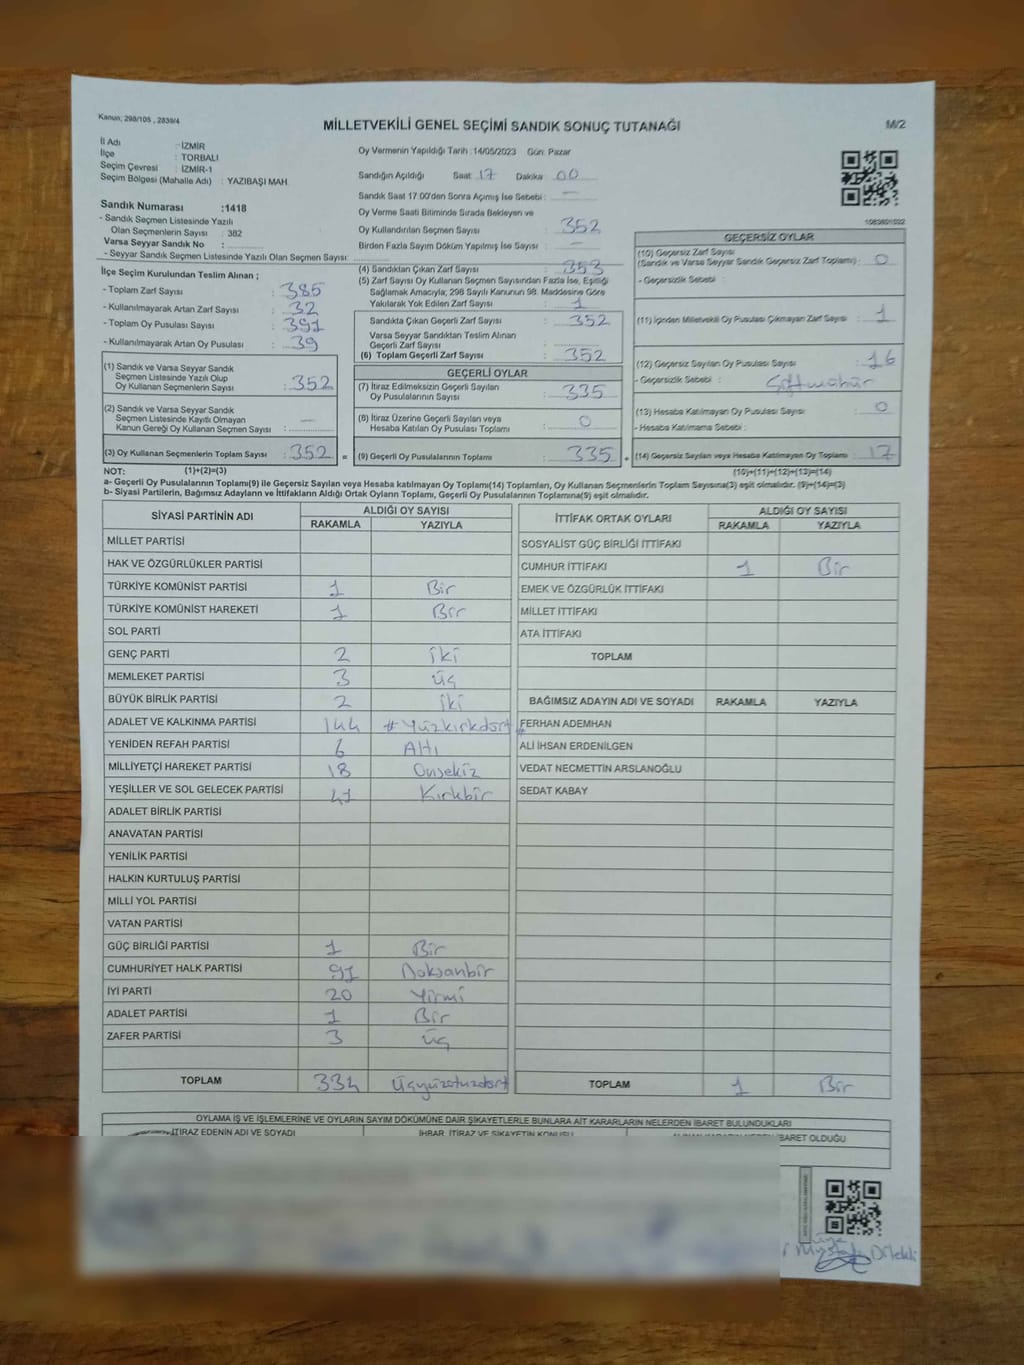 Kanun; 298/105 , 2839/4
MİLLETVEKİLİ GENEL SEÇİMİ SANDIK SONUÇ TUTANAĞI
M/2
İl Adı : İZMİR
İlçe : TORBALI
Seçim Çevresi : İZMİR-1
Seçim Bölgesi (Mahalle Adı) : YAZIBAŞI MAH.
Oy Vermenin Yapıldığı Tarih :14/05/2023 Gün: Pazar
Sandığın Açıldığı Saat :17 Dakika : 00
Sandık Saat 17:00'den Sonra Açımış İse Sebebi : —
Oy Verme Saati Bitiminde Sırada Bekleyen ve
Oy Kullandırılan Seçmen Sayısı : 352
Birden Fazla Sayım Döküm Yapılmış İse Sayısı : —
Sandık Numarası :1418
- Sandık Seçmen Listesinde Yazılı
Olan Seçmenlerin Sayısı : 382
Varsa Seyyar Sandık No :
- Seyyar Sandık Seçmen Listesinde Yazılı Olan Seçmen Sayısı:
İlçe Seçim Kurulundan Teslim Alınan ;
- Toplam Zarf Sayısı : 385
- Kullanılmayarak Artan Zarf Sayısı : 32
- Toplam Oy Pusulası Sayısı : 391
- Kullanılmayarak Artan Oy Pusulası : 39
(1) Sandık ve Varsa Seyyar Sandık
Seçmen Listesinde Yazılı Olup
Oy Kullanan Seçmenlerin Sayısı : 352
(2) Sandık ve Varsa Seyyar Sandık
Seçmen Listesinde Kayıtlı Olmayan
Kanun Gereği Oy Kullanan Seçmen Sayısı : —
(3) Oy Kullanan Seçmenlerin Toplam Sayısı : 352 =
(4) Sandıktan Çıkan Zarf Sayısı : 353
(5) Zarf Sayısı Oy Kullanan Seçmen Sayısından Fazla İse, Eşitliği
Sağlamak Amacıyla; 298 Sayılı Kanunun 98. Maddesine Göre
Yakılarak Yok Edilen Zarf Sayısı : 1
Sandıkta Çıkan Geçerli Zarf Sayısı : 352
Varsa Seyyar Sandıktan Teslim Alınan
Geçerli Zarf Sayısı :
(6) Toplam Geçerli Zarf Sayısı : 352
GEÇERLİ OYLAR
(7) İtiraz Edilmeksizin Geçerli Sayılan
Oy Pusulalarının Sayısı : 335
(8) İtiraz Üzerine Geçerli Sayılan veya
Hesaba Katılan Oy Pusulası Toplamı : 0
(9) Geçerli Oy Pusulalarının Toplamı : 335 +
GEÇERSİZ OYLAR
(10) Geçersiz Zarf Sayısı
(Sandık ve Varsa Seyyar Sandık Geçersiz Zarf Toplamı) : 0
- Geçersizlik Sebebi :
(11) İçinden Milletvekili Oy Pusulası Çıkmayan Zarf Sayısı : 1
(12) Geçersiz Sayılan Oy Pusulası Sayısı : 16
- Geçersizlik Sebebi : Çiftmühür
(13) Hesaba Katılmayan Oy Pusulası Sayısı : 0
- Hesaba Katılmama Sebebi :
(14) Geçersiz Sayılan veya Hesaba Katılmayan Oy Toplamı : 17
NOT: (1)+(2)=(3) (10)+(11)+(12)+(13)=(14)
a- Geçerli Oy Pusulalarının Toplamı(9) ile Geçersiz Sayılan veya Hesaba katılmayan Oy Toplamı(14) Toplamları, Oy Kullanan Seçmenlerin Toplam Sayısına(3) eşit olmalıdır. (9)+(14)=(3)
b- Siyasi Partilerin, Bağımsız Adayların ve İttifakların Aldığı Ortak Oyların Toplamı, Geçerli Oy Pusulalarının Toplamına(9) eşit olmalıdır.
SİYASİ PARTİNİN ADI ALDIĞI OY SAYISI
RAKAMLA YAZIYLA
MİLLET PARTİSİ
HAK VE ÖZGÜRLÜKLER PARTİSİ
TÜRKİYE KOMÜNİST PARTİSİ 1 Bir
TÜRKİYE KOMÜNİST HAREKETİ 1 Bir
SOL PARTİ
GENÇ PARTİ 2 iki
MEMLEKET PARTİSİ 3 üç
BÜYÜK BİRLİK PARTİSİ 2 iki
ADALET VE KALKINMA PARTİSİ 144 #Yüzkırkdört#
YENİDEN REFAH PARTİSİ 6 Altı
MİLLİYETÇİ HAREKET PARTİSİ 18 Onsekiz
YEŞİLLER VE SOL GELECEK PARTİSİ 41 Kırkbir
ADALET BİRLİK PARTİSİ
ANAVATAN PARTİSİ
YENİLİK PARTİSİ
HALKIN KURTULUŞ PARTİSİ
MİLLİ YOL PARTİSİ
VATAN PARTİSİ
GÜÇ BİRLİĞİ PARTİSİ 1 Bir
CUMHURİYET HALK PARTİSİ 91 Doksanbir
İYİ PARTİ 20 Yirmi
ADALET PARTİSİ 1 Bir
ZAFER PARTİSİ 3 Üç
TOPLAM 334 Üçyüzotuzdört
İTTİFAK ORTAK OYLARI ALDIĞI OY SAYISI
RAKAMLA YAZIYLA
SOSYALİST GÜÇ BİRLİĞİ İTTİFAKI
CUMHUR İTTİFAKI 1 Bir
EMEK VE ÖZGÜRLÜK İTTİFAKI
MİLLET İTTİFAKI
ATA İTTİFAKI
TOPLAM
BAĞIMSIZ ADAYIN ADI VE SOYADI RAKAMLA YAZIYLA
FERHAN ADEMHAN
ALİ İHSAN ERDENİLGEN
VEDAT NECMETTİN ARSLANOĞLU
SEDAT KABAY
TOPLAM 1 Bir
OYLAMA İŞ VE İŞLEMLERİNE VE OYLARIN SAYIM DÖKÜMÜNE DAİR ŞİKAYETLERLE BUNLARA AİT KARARLARIN NELERDEN İBARET BULUNDUKLARI
İTİRAZ EDENİN ADI VE SOYADI İHBAR, İTİRAZ VE ŞİKAYETİN KONUSU İBARET OLDUĞU
Üye
Mustafa Dilekli